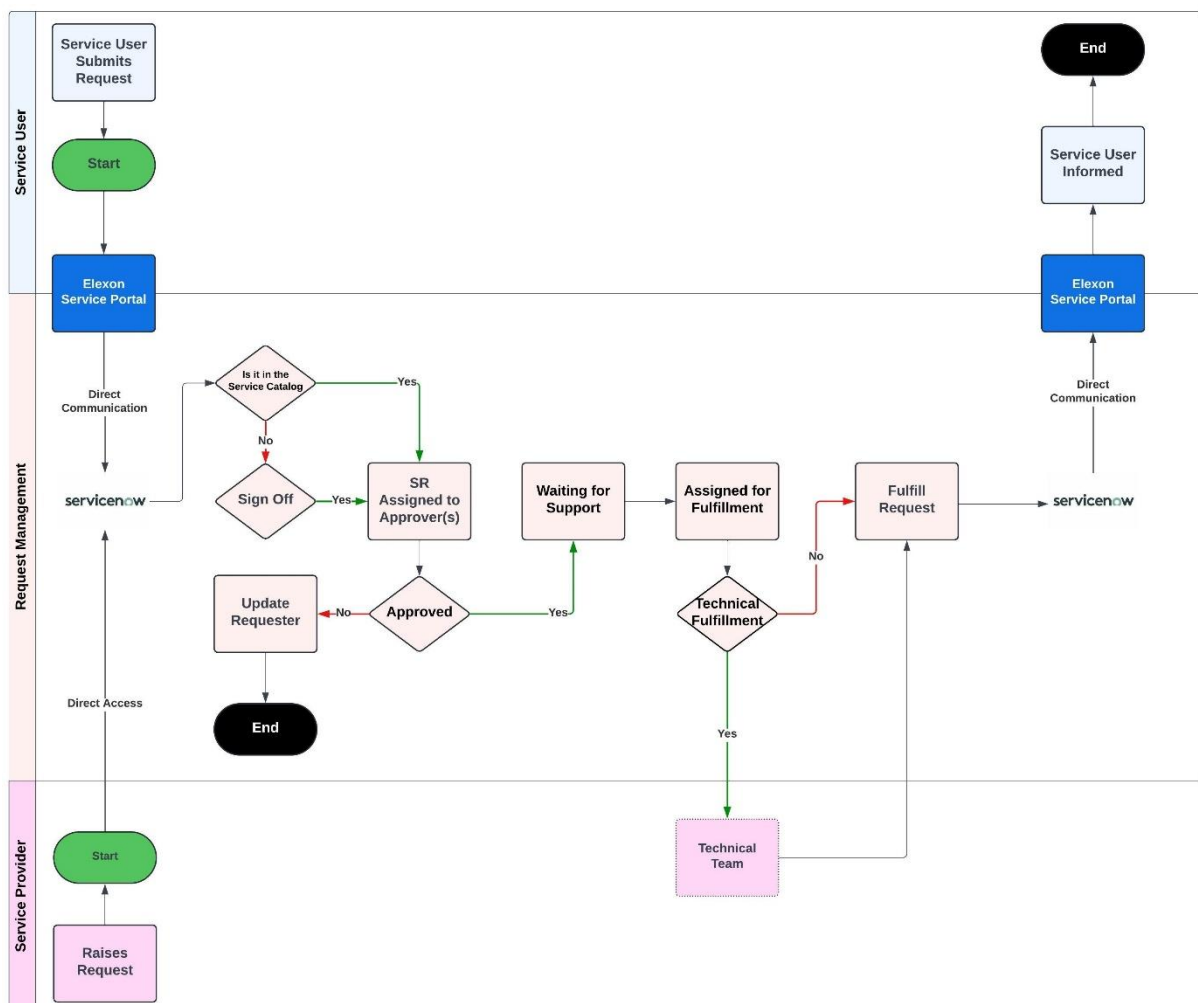 Service User
Service User
Submits
Request
Start
Elexon
Service Portal
End
Service User
Informed
Elexon
Service Portal
Request Management
Direct
Communication
servicenow
Is it in the
Service Catalog
Yes
No
Sign Off
Yes
SR
Assigned to
Approver(s)
Waiting for
Support
Assigned for
Fulfillment
Fulfill
Request
servicenow
Direct
Communication
Update
Requester
No
Approved
Yes
Technical
Fulfillment
No
End
Direct Access
Yes
Service Provider
Start
Raises
Request
Technical
Team